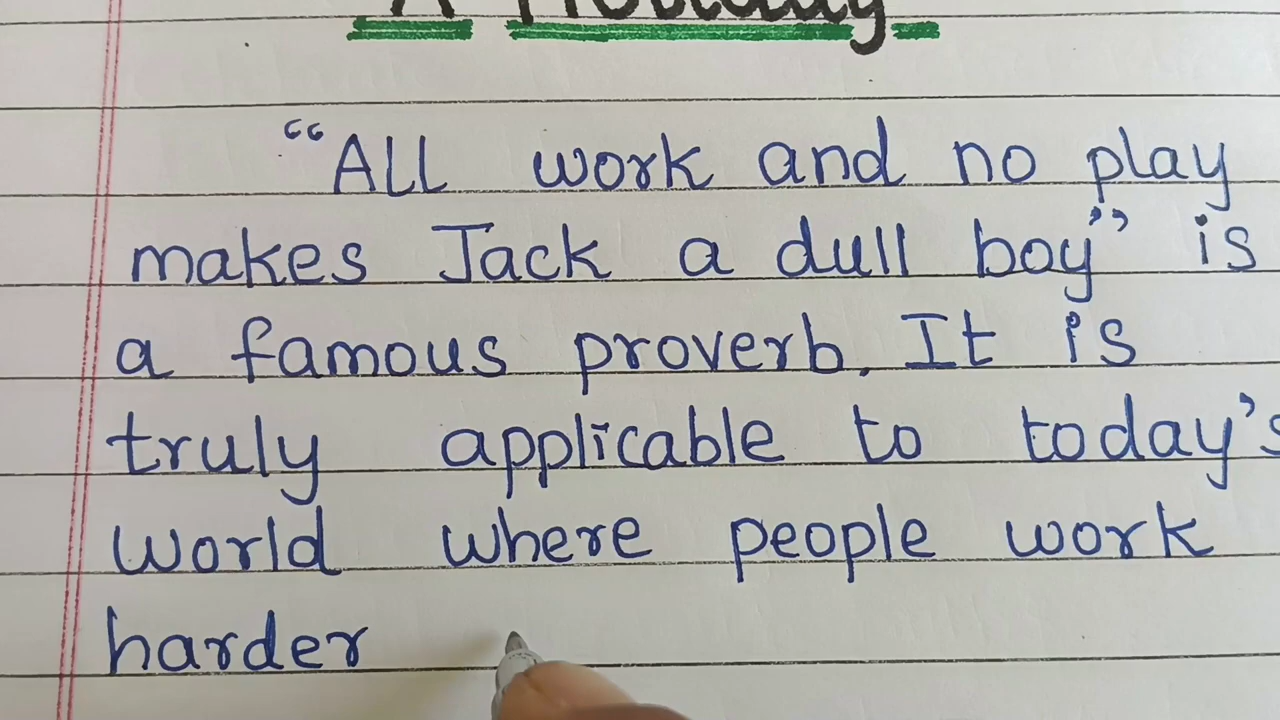 A Holiday
“All work and no play
makes Jack a dull boy” is
a famous proverb. It is
truly applicable to today's
world where people work
harder